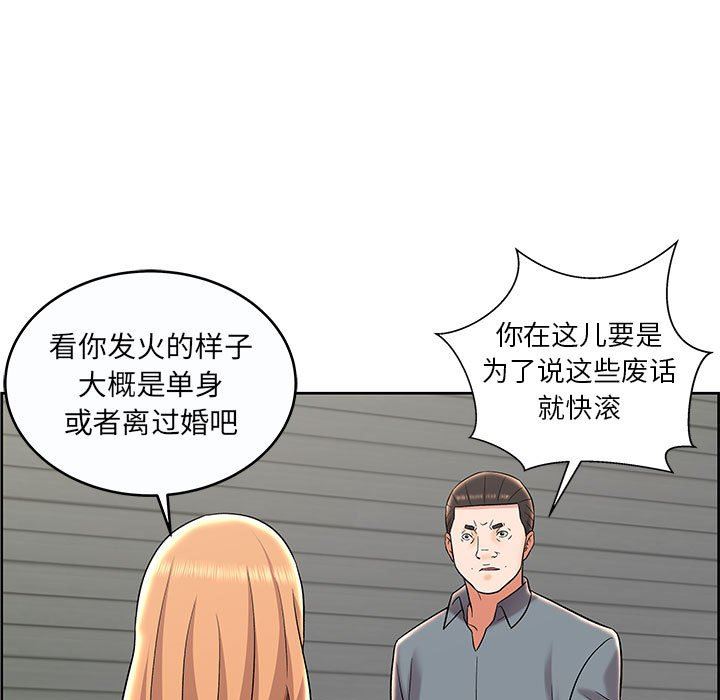 看你发火的样子
大概是单身
或者离过婚吧
你在这儿要是
为了说这些废话
就快滚